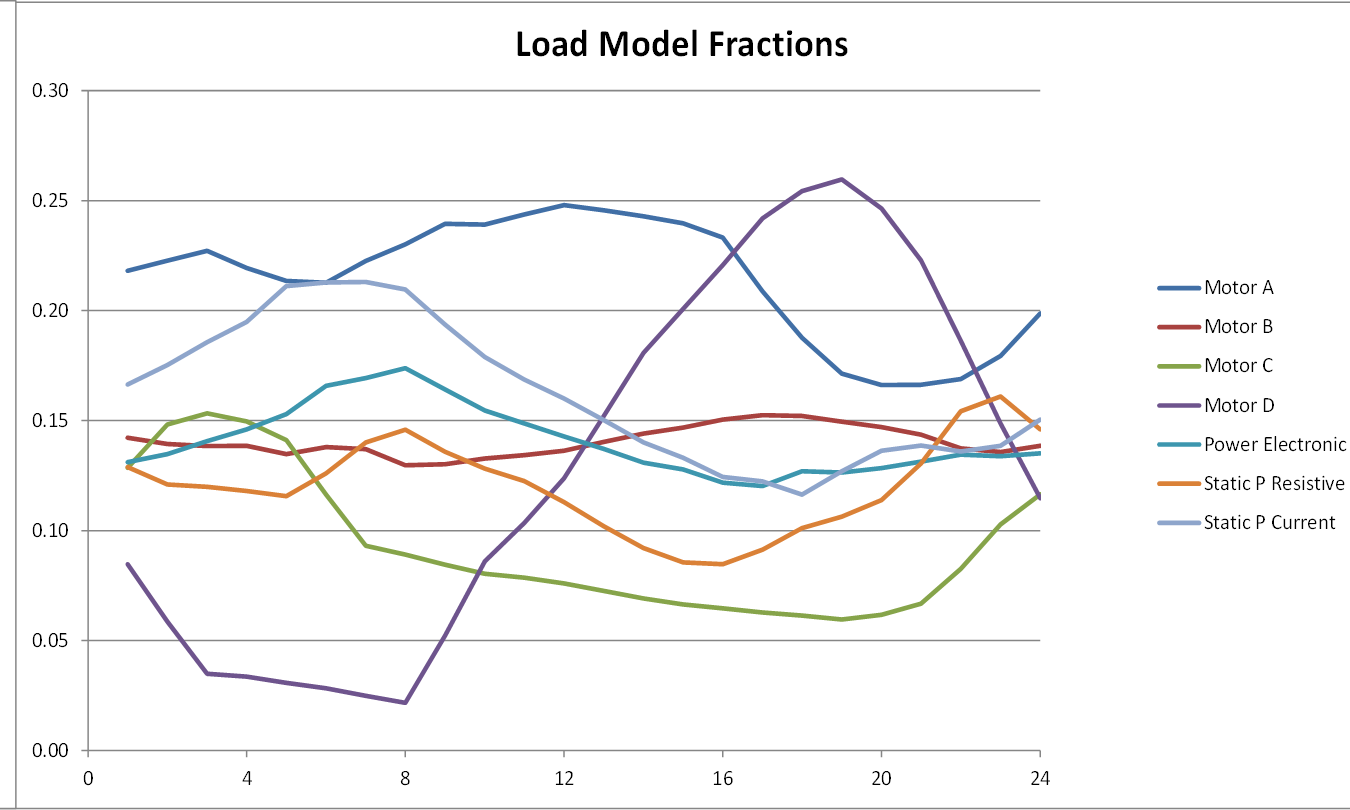 Load Model Fractions
0.30
0.25
0.20
0.15
0.10
0.05
0.00
0 4 8 12 16 20 24
Motor A
Motor B
Motor C
Motor D
Power Electronic
Static P Resistive
Static P Current